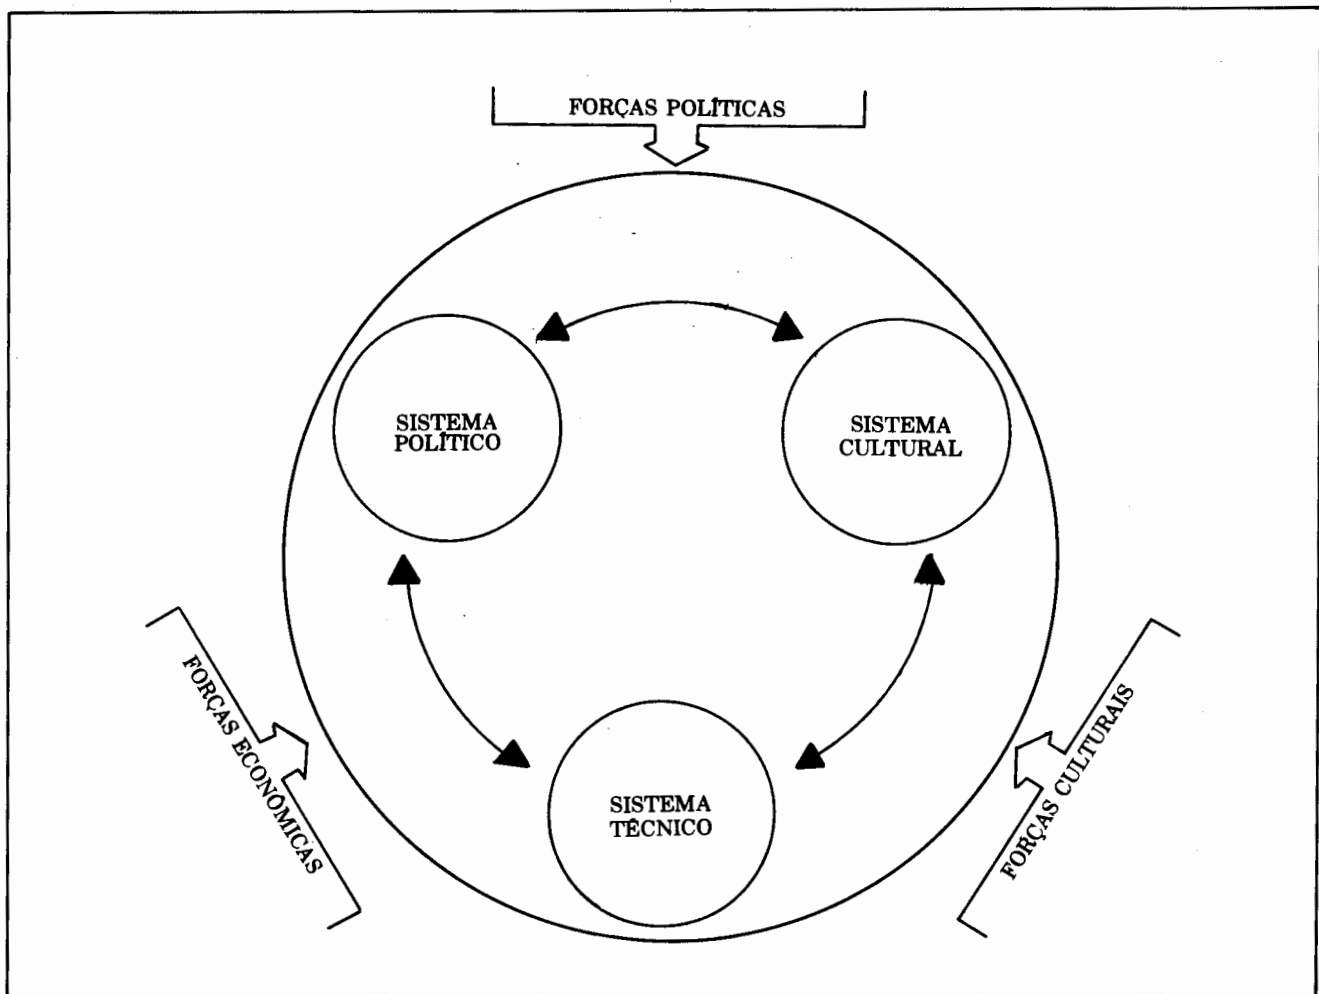 FORÇAS POLÍTICAS
SISTEMA
POLÍTICO
SISTEMA
CULTURAL
FORÇAS ECONÔMICAS
FORÇAS CULTURAIS
SISTEMA
TÉCNICO